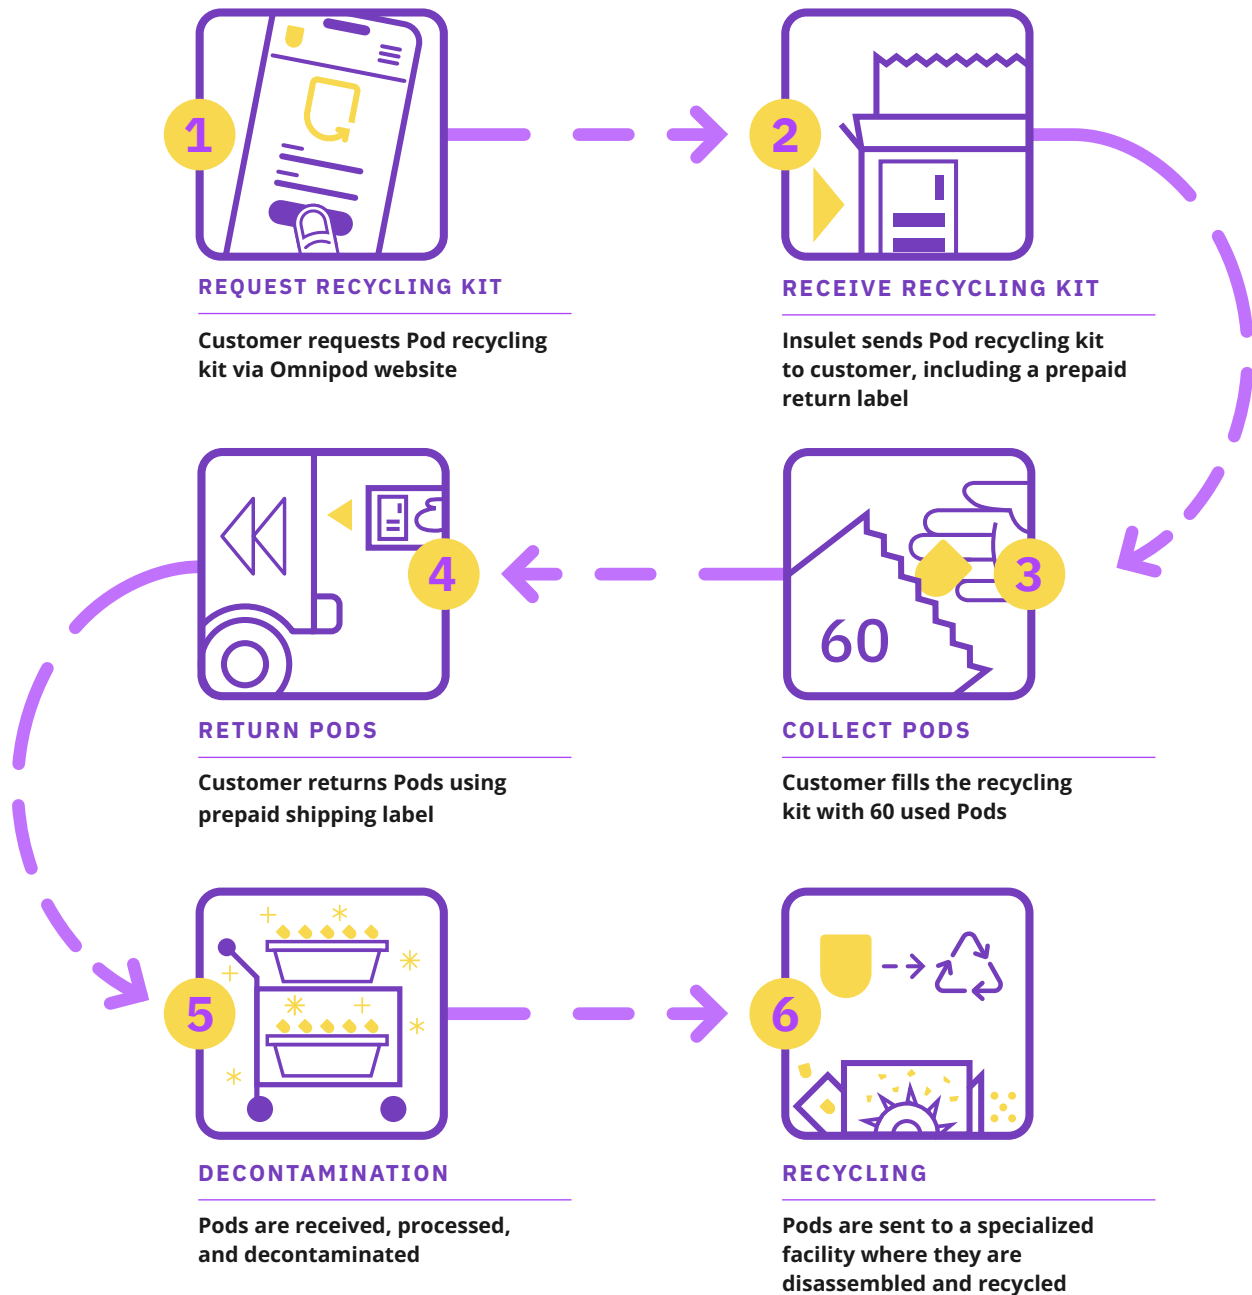 1
REQUEST RECYCLING KIT
Customer requests Pod recycling
kit via Omnipod website
2
RECEIVE RECYCLING KIT
Insulet sends Pod recycling kit
to customer, including a prepaid
return label
3
60
COLLECT PODS
Customer fills the recycling
kit with 60 used Pods
4
RETURN PODS
Customer returns Pods using
prepaid shipping label
5
DECONTAMINATION
Pods are received, processed,
and decontaminated
6
RECYCLING
Pods are sent to a specialized
facility where they are
disassembled and recycled